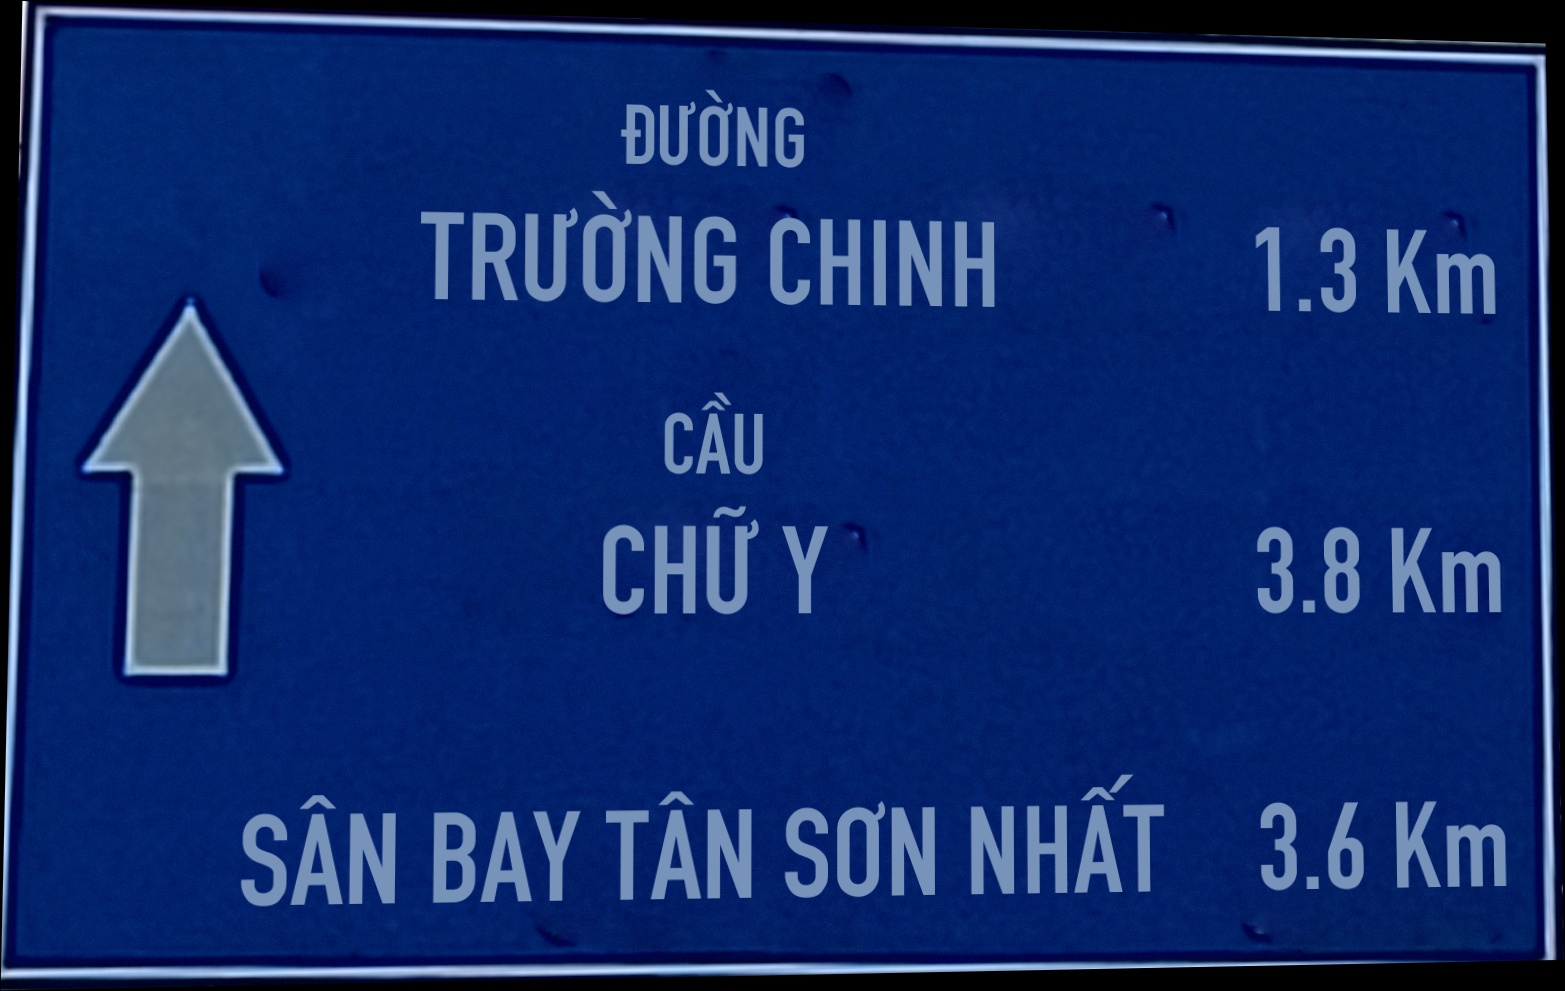 ĐƯỜNG
TRƯỜNG CHINH 1.3 Km
CẦU
CHỮ Y 3.8 Km
SÂN BAY TÂN SƠN NHẤT 3.6 Km